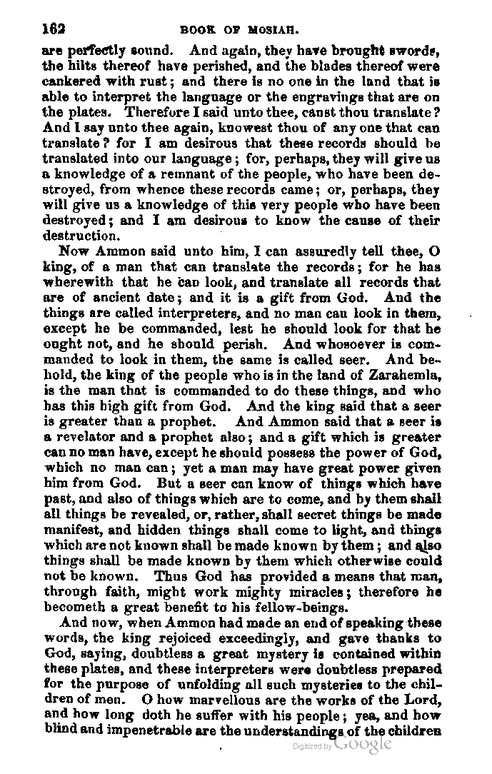 162 BOOK OF MOSIAH.
are perfectly sound. And again, they have brought swords,
the hilts thereof have perished, and the blades thereof were
cankered with rust; and there is no one in the land that is
able to interpret the language or the engravings that are on
the plates. Therefore I said unto thee, canst thou translate?
And I say unto thee again, knowest thou of any one that can
translate? for I am desirous that these records should be
translated into our language; for, perhaps, they will give us
a knowledge of a remnant of the people, who have been de-
stroyed, from whence these records came; or, perhaps, they
will give us a knowledge of this very people who have been
destroyed; and I am desirous to know the cause of their
destruction.
Now Ammon said unto him, I can assuredly tell thee, O
king, of a man that can translate the records; for he has
wherewith that he can look, and translate all records that
are of ancient date; and it is a gift from God. And the
things are called interpreters, and no man can look in them,
except he be commanded, lest he should look for that he
ought not, and he should perish. And whosoever is com-
manded to look in them, the same is called seer. And be-
hold, the king of the people who is in the land of Zarahemla,
is the man that is commanded to do these things, and who
has this high gift from God. And the king said that a seer
is greater than a prophet. And Ammon said that a seer is
a revelator and a prophet also; and a gift which is greater
can no man have, except he should possess the power of God,
which no man can; yet a man may have great power given
him from God. But a seer can know of things which have
past, and also of things which are to come, and by them shall
all things be revealed, or, rather, shall secret things be made
manifest, and hidden things shall come to light, and things
which are not known shall be made known by them; and also
things shall be made known by them which otherwise could
not be known. Thus God has provided a means that man,
through faith, might work mighty miracles; therefore he
becometh a great benefit to his fellow-beings.
And now, when Ammon had made an end of speaking these
words, the king rejoiced exceedingly, and gave thanks to
God, saying, doubtless a great mystery is contained within
these plates, and these interpreters were doubtless prepared
for the purpose of unfolding all such mysteries to the chil-
dren of men. O how marvellous are the works of the Lord,
and how long doth he suffer with his people; yea, and how
blind and impenetrable are the understandings of the children
Digitized by Google